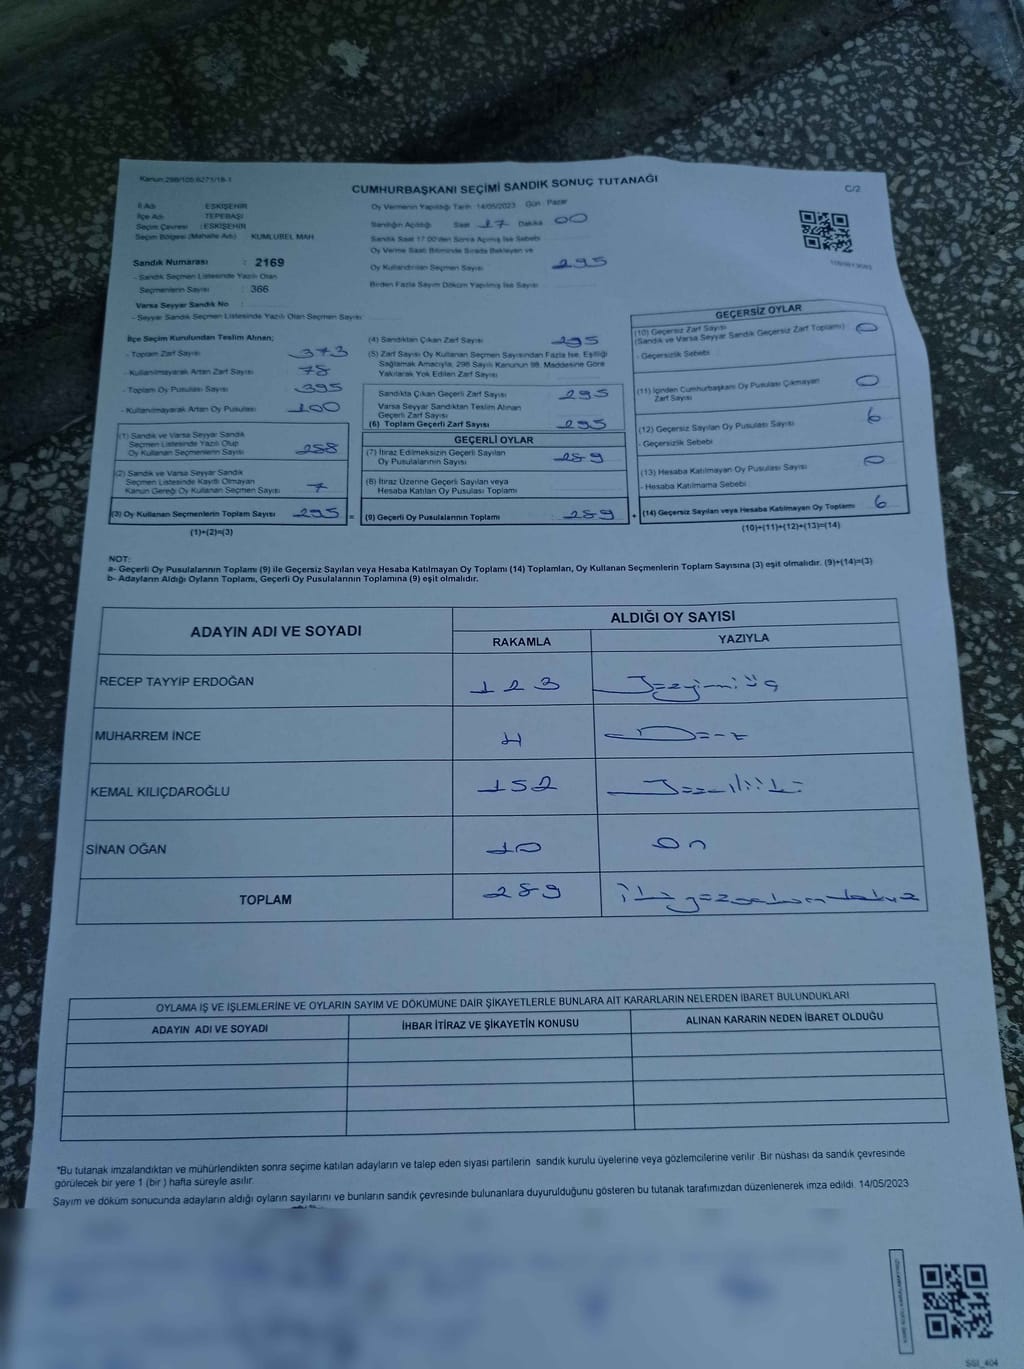 Kanun:298/105;6271/18-1
CUMHURBAŞKANI SEÇİMİ SANDIK SONUÇ TUTANAĞI
C/2
İl Adı ESKİŞEHİR
İlçe Adı TEPEBAŞI
Seçim Çevresi : ESKİŞEHİR
Seçim Bölgesi (Mahalle Adı) KUMLUBEL MAH.
Sandık Numarası : 2169
- Sandık Seçmen Listesinde Yazılı Olan
Seçmenlerin Sayısı : 366
Varsa Seyyar Sandık No :
- Seyyar Sandık Seçmen Listesinde Yazılı Olan Seçmen Sayısı:
Oy Vermenin Yapıldığı Tarih: 14/05/2023 Gün: Pazar
Sandığın Açıldığı Saat 17 Dakika 00
Sandık Saat 17.00'den Sonra Açılmış İse Sebebi
Oy Verme Saati Bitiminde Sırada Bekleyen ve
Oy Kullandırılan Seçmen Sayısı 295
Birden Fazla Sayım Döküm Yapılmış İse Sayısı :
İlçe Seçim Kurulundan Teslim Alınan;
- Toplam Zarf Sayısı 373
- Kullanılmayarak Artan Zarf Sayısı 78
- Toplam Oy Pusulası Sayısı 395
- Kullanılmayarak Artan Oy Pusulası 100
(1) Sandık ve Varsa Seyyar Sandık
Seçmen Listesinde Yazılı Olup
Oy Kullanan Seçmenlerin Sayısı 288
(2) Sandık ve Varsa Seyyar Sandık
Seçmen Listesinde Kayıtlı Olmayan
Kanun Gereği Oy Kullanan Seçmen Sayısı 7
(3) Oy Kullanan Seçmenlerin Toplam Sayısı 295 =
(1)+(2)=(3)
(4) Sandıktan Çıkan Zarf Sayısı 295
(5) Zarf Sayısı Oy Kullanan Seçmen Sayısından Fazla İse, Eşitliği
Sağlamak Amacıyla, 298 Sayılı Kanunun 98. Maddesine Göre
Yakılarak Yok Edilen Zarf Sayısı
Sandıkta Çıkan Geçerli Zarf Sayısı 295
Varsa Seyyar Sandıktan Teslim Alınan
Geçerli Zarf Sayısı
(6) Toplam Geçerli Zarf Sayısı 295
GEÇERLİ OYLAR
(7) İtiraz Edilmeksizin Geçerli Sayılan
Oy Pusulalarının Sayısı 289
(8) İtiraz Üzerine Geçerli Sayılan veya
Hesaba Katılan Oy Pusulası Toplamı
(9) Geçerli Oy Pusulalarının Toplamı : 289 +
GEÇERSİZ OYLAR
(10) Geçersiz Zarf Sayısı
(Sandık ve Varsa Seyyar Sandık Geçersiz Zarf Toplamı) 0
- Geçersizlik Sebebi :
(11) İçinden Cumhurbaşkanı Oy Pusulası Çıkmayan
Zarf Sayısı 0
(12) Geçersiz Sayılan Oy Pusulası Sayısı 6
- Geçersizlik Sebebi
(13) Hesaba Katılmayan Oy Pusulası Sayısı 0
- Hesaba Katılmama Sebebi :
(14) Geçersiz Sayılan veya Hesaba Katılmayan Oy Toplamı 6
(10)+(11)+(12)+(13)=(14)
NOT:
a- Geçerli Oy Pusulalarının Toplamı (9) ile Geçersiz Sayılan veya Hesaba Katılmayan Oy Toplamı (14) Toplamları, Oy Kullanan Seçmenlerin Toplam Sayısına (3) eşit olmalıdır. (9)+(14)=(3)
b- Adayların Aldığı Oyların Toplamı, Geçerli Oy Pusulalarının Toplamına (9) eşit olmalıdır.
ADAYIN ADI VE SOYADI
ALDIĞI OY SAYISI
RAKAMLA YAZIYLA
RECEP TAYYİP ERDOĞAN 123 Yüzyirmiüç
MUHARREM İNCE 4 Dört
KEMAL KILIÇDAROĞLU 152 Yüzelliiki
SİNAN OĞAN 10 On
TOPLAM 289 ikiyüzseksendokuz
OYLAMA İŞ VE İŞLEMLERİNE VE OYLARIN SAYIM VE DÖKÜMÜNE DAİR ŞİKAYETLERLE BUNLARA AİT KARARLARIN NELERDEN İBARET BULUNDUKLARI
ADAYIN ADI VE SOYADI İHBAR İTİRAZ VE ŞİKAYETİN KONUSU ALINAN KARARIN NEDEN İBARET OLDUĞU
*Bu tutanak imzalandıktan ve mühürlendikten sonra seçime katılan adayların ve talep eden siyasi partilerin sandık kurulu üyelerine veya gözlemcilerine verilir. Bir nüshası da sandık çevresinde
görülecek bir yere 1 (bir) hafta süreyle asılır.
Sayım ve döküm sonucunda adayların aldığı oyların sayılarını ve bunların sandık çevresinde bulunanlara duyurulduğunu gösteren bu tutanak tarafımızdan düzenlenerek imza edildi. 14/05/2023
SSI_404